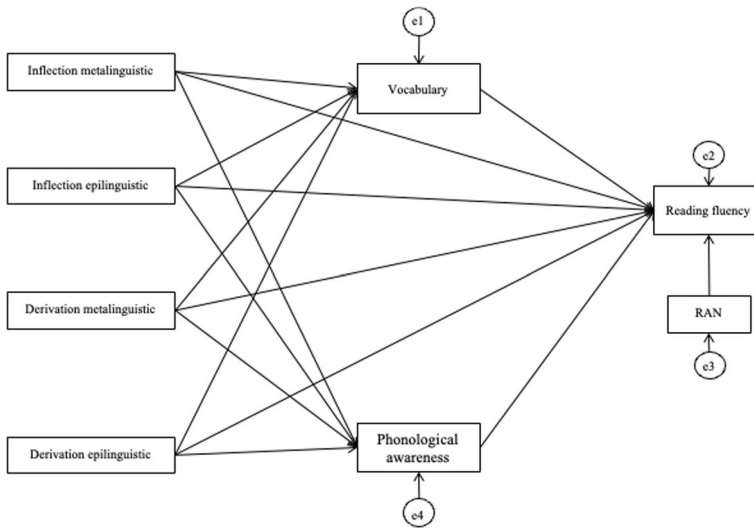 e1
Inflection metalinguistic
Vocabulary
e2
Inflection epilinguistic
Reading fluency
Derivation metalinguistic
RAN
e3
Phonological
awareness
Derivation epilinguistic
e4